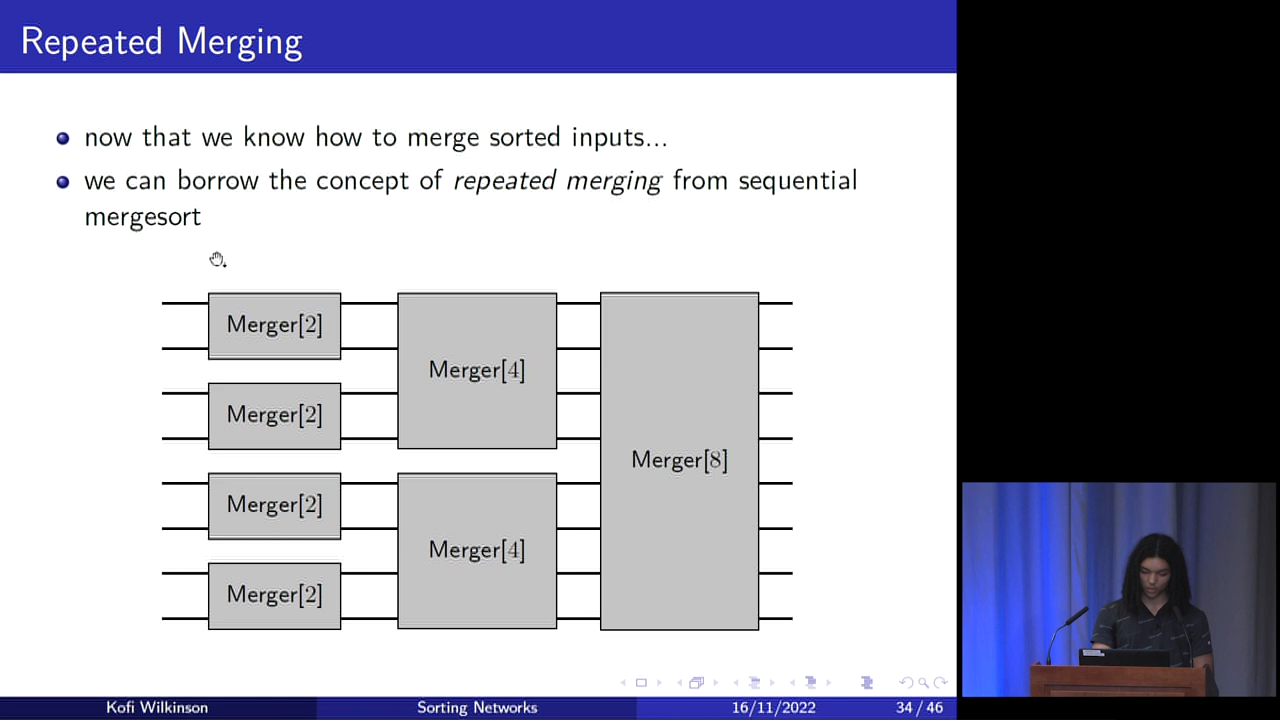 Repeated Merging
now that we know how to merge sorted inputs...
we can borrow the concept of repeated merging from sequential
mergesort
Merger[2]
Merger[4]
Merger[2]
Merger[8]
Merger[2]
Merger[4]
Merger[2]
Kofi Wilkinson
Sorting Networks
16/11/2022
34 / 46